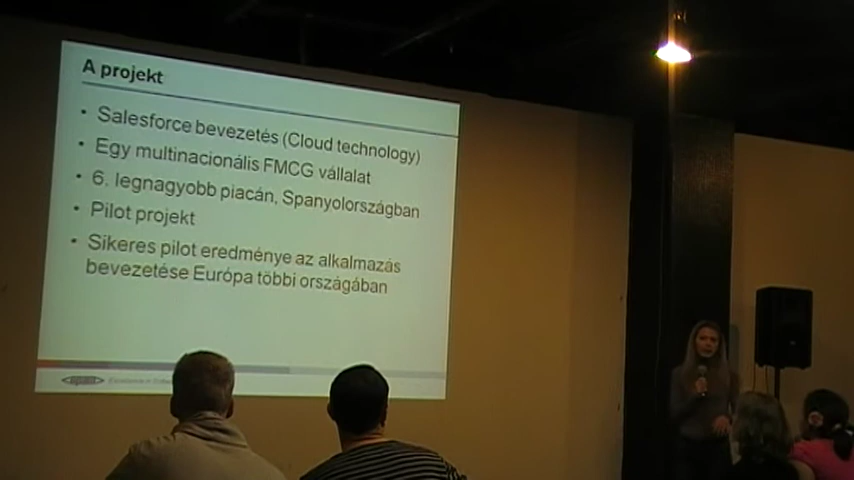 A projekt
• Salesforce bevezetés (Cloud technology)
• Egy multinacionális FMCG vállalat
• 6. legnagyobb piacán, Spanyolországban
• Pilot projekt
• Sikeres pilot eredménye az alkalmazás
bevezetése Európa többi országában
epam